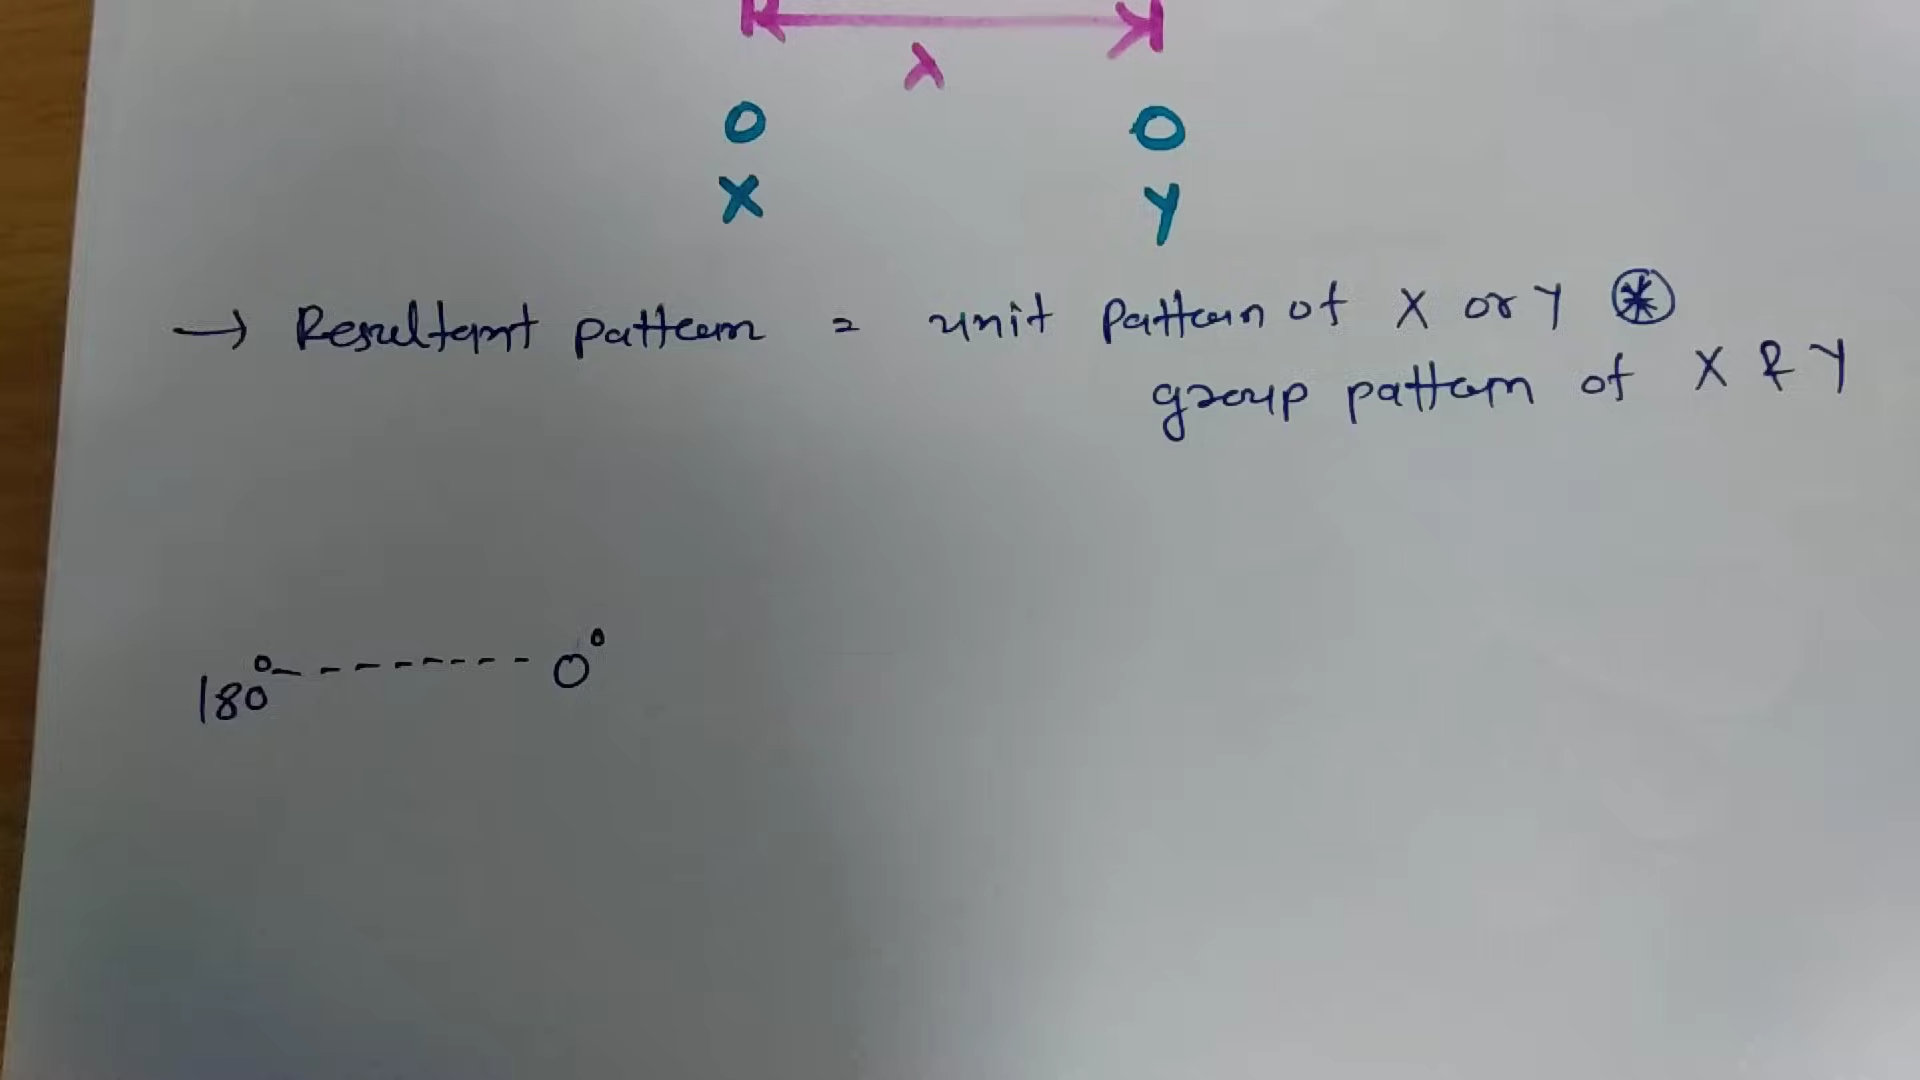 λ
O O
X Y
→ Resultant pattern = unit pattern of X or Y ⊛
group pattern of X & Y
180° -------- 0°